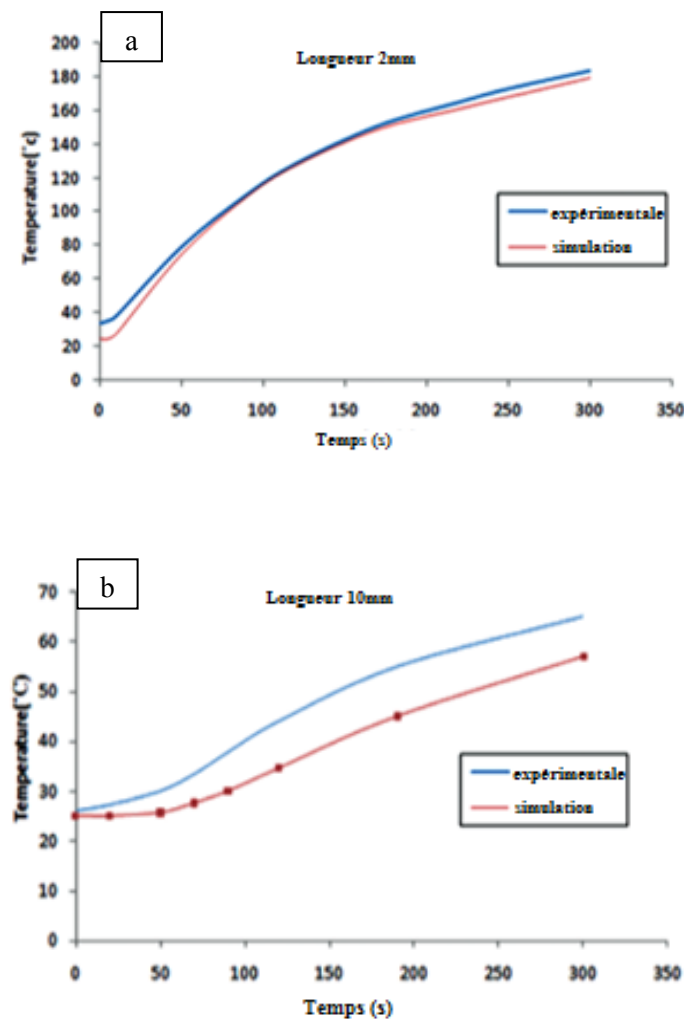 a
Longueur 2mm
Temperature(°c)
200
180
160
140
120
100
80
60
40
20
0
expérimentale
simulation
0 50 100 150 200 250 300 350
Temps (s)
b
Longueur 10mm
Temperature(°C)
70
60
50
40
30
20
10
0
expérimentale
simulation
0 50 100 150 200 250 300 350
Temps (s)